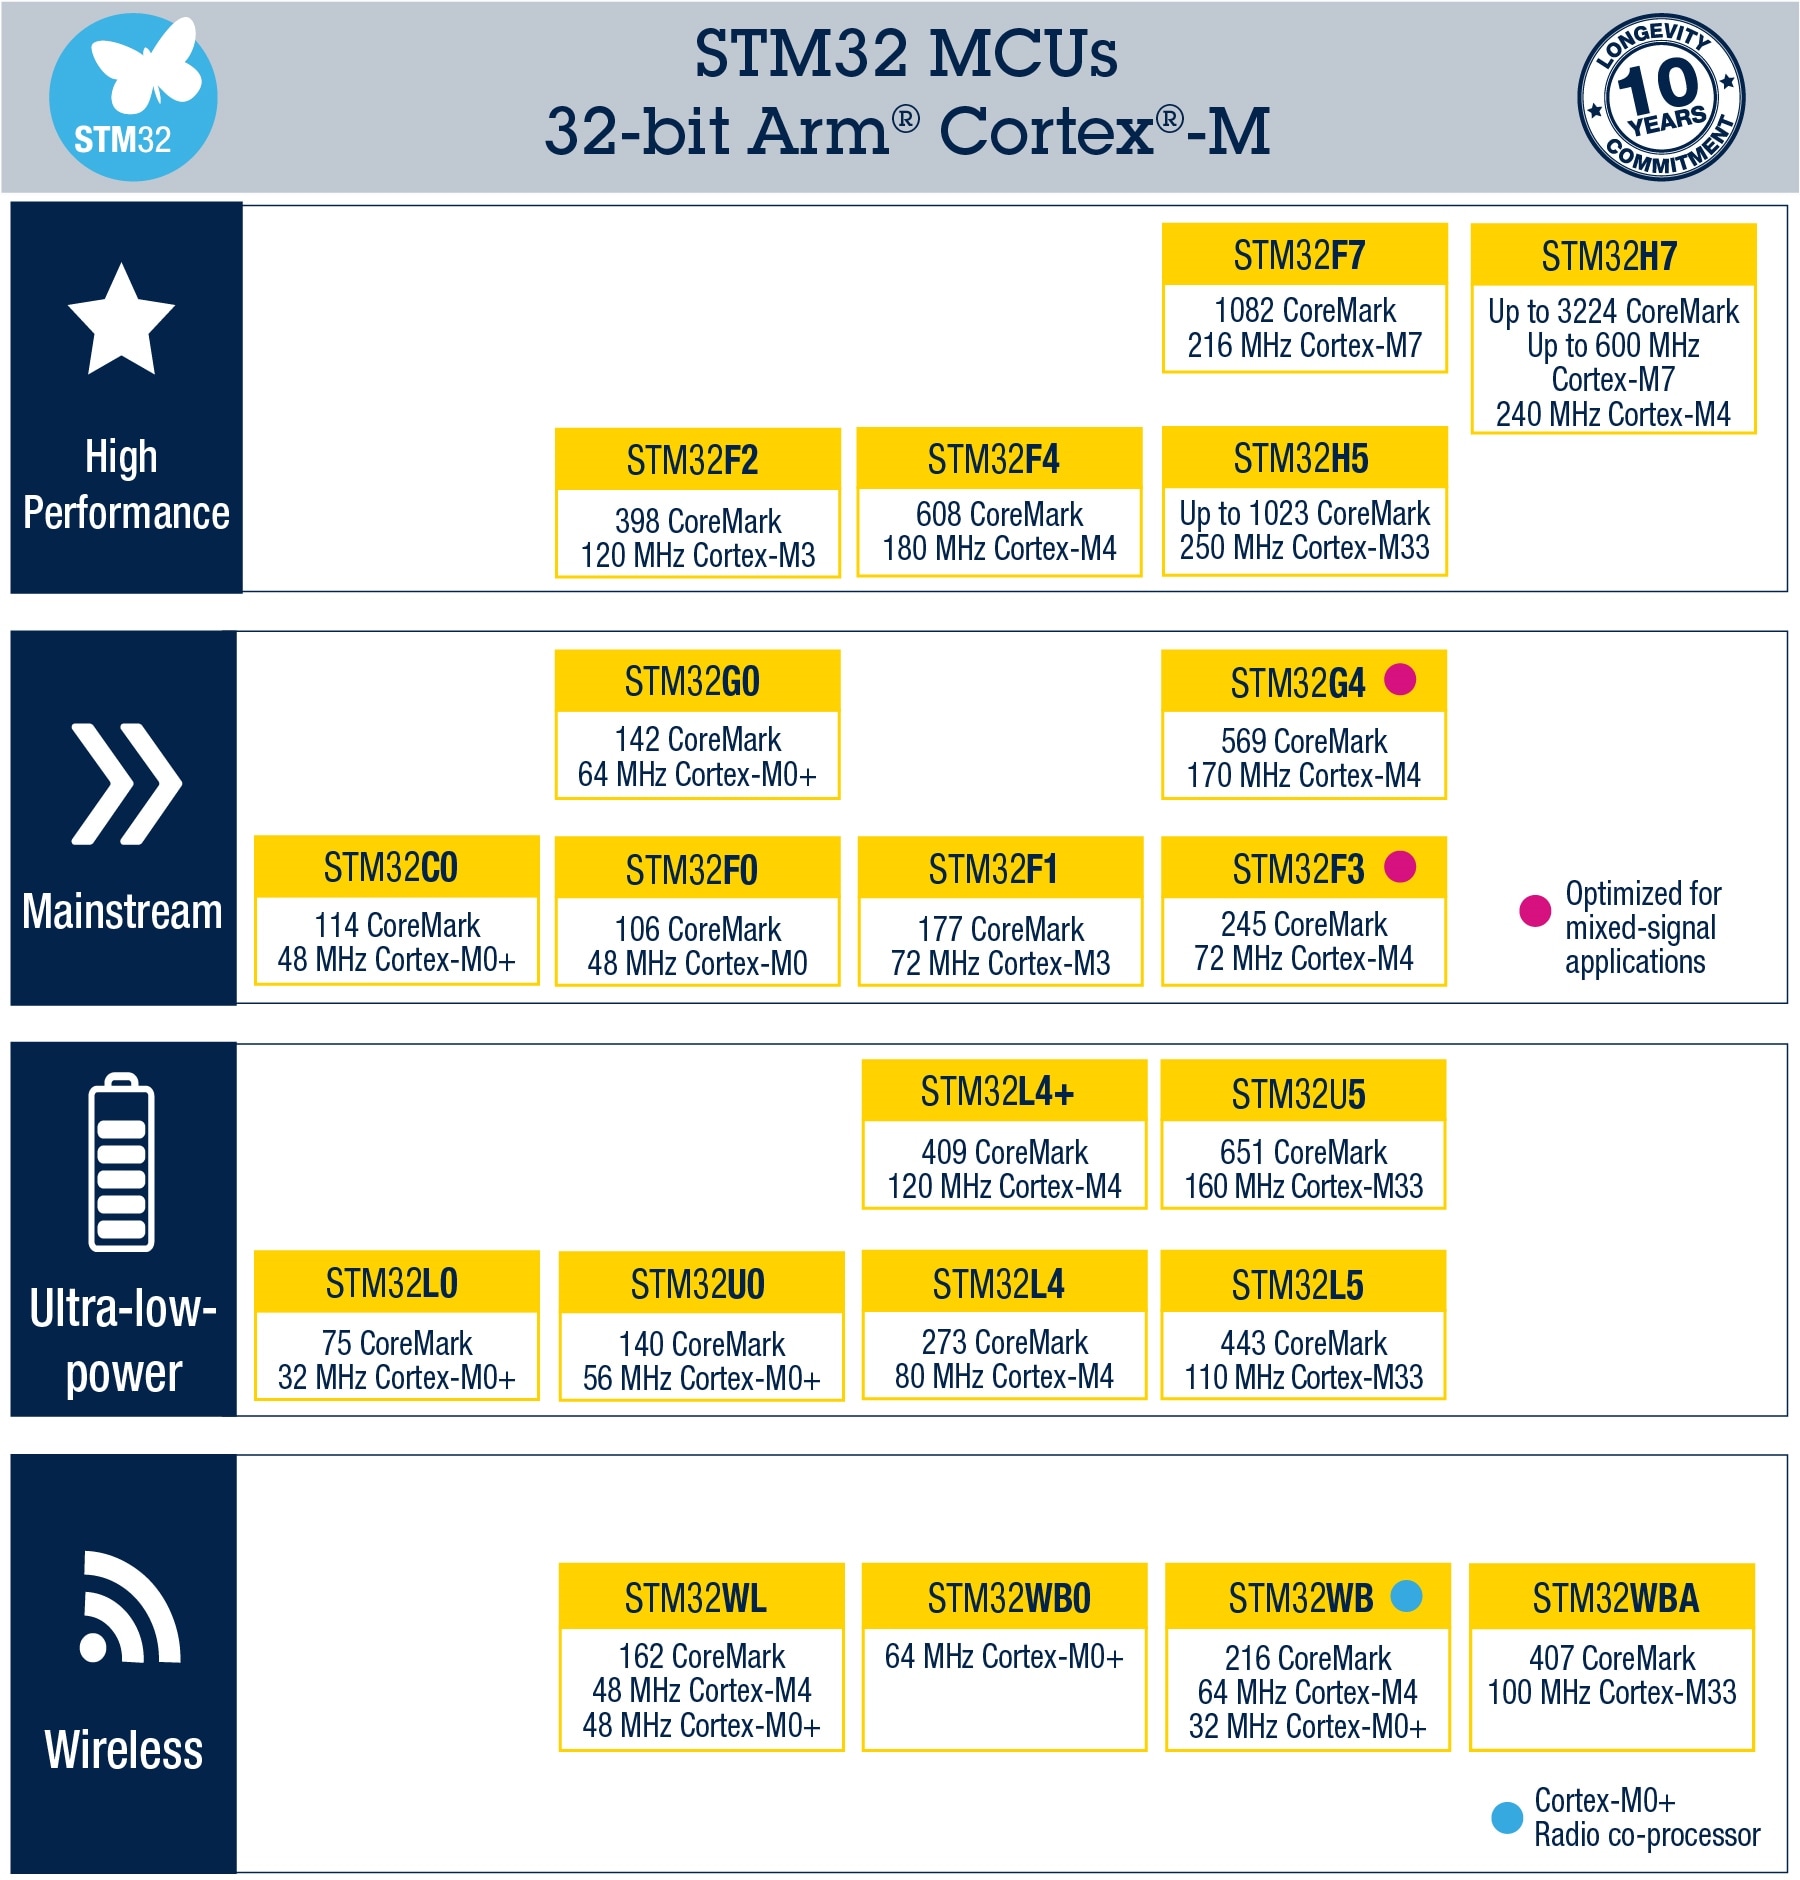 STM32
STM32 MCUs
32-bit Arm® Cortex®-M
LONGEVITY
10
YEARS
COMMITMENT
High
Performance
STM32F7
1082 CoreMark
216 MHz Cortex-M7
STM32H7
Up to 3224 CoreMark
Up to 600 MHz
Cortex-M7
240 MHz Cortex-M4
STM32F2
398 CoreMark
120 MHz Cortex-M3
STM32F4
608 CoreMark
180 MHz Cortex-M4
STM32H5
Up to 1023 CoreMark
250 MHz Cortex-M33
Mainstream
STM32G0
142 CoreMark
64 MHz Cortex-M0+
STM32G4
569 CoreMark
170 MHz Cortex-M4
STM32C0
114 CoreMark
48 MHz Cortex-M0+
STM32F0
106 CoreMark
48 MHz Cortex-M0
STM32F1
177 CoreMark
72 MHz Cortex-M3
STM32F3
245 CoreMark
72 MHz Cortex-M4
Optimized for
mixed-signal
applications
Ultra-low-
power
STM32L4+
409 CoreMark
120 MHz Cortex-M4
STM32U5
651 CoreMark
160 MHz Cortex-M33
STM32L0
75 CoreMark
32 MHz Cortex-M0+
STM32U0
140 CoreMark
56 MHz Cortex-M0+
STM32L4
273 CoreMark
80 MHz Cortex-M4
STM32L5
443 CoreMark
110 MHz Cortex-M33
Wireless
STM32WL
162 CoreMark
48 MHz Cortex-M4
48 MHz Cortex-M0+
STM32WB0
64 MHz Cortex-M0+
STM32WB
216 CoreMark
64 MHz Cortex-M4
32 MHz Cortex-M0+
STM32WBA
407 CoreMark
100 MHz Cortex-M33
Cortex-M0+
Radio co-processor